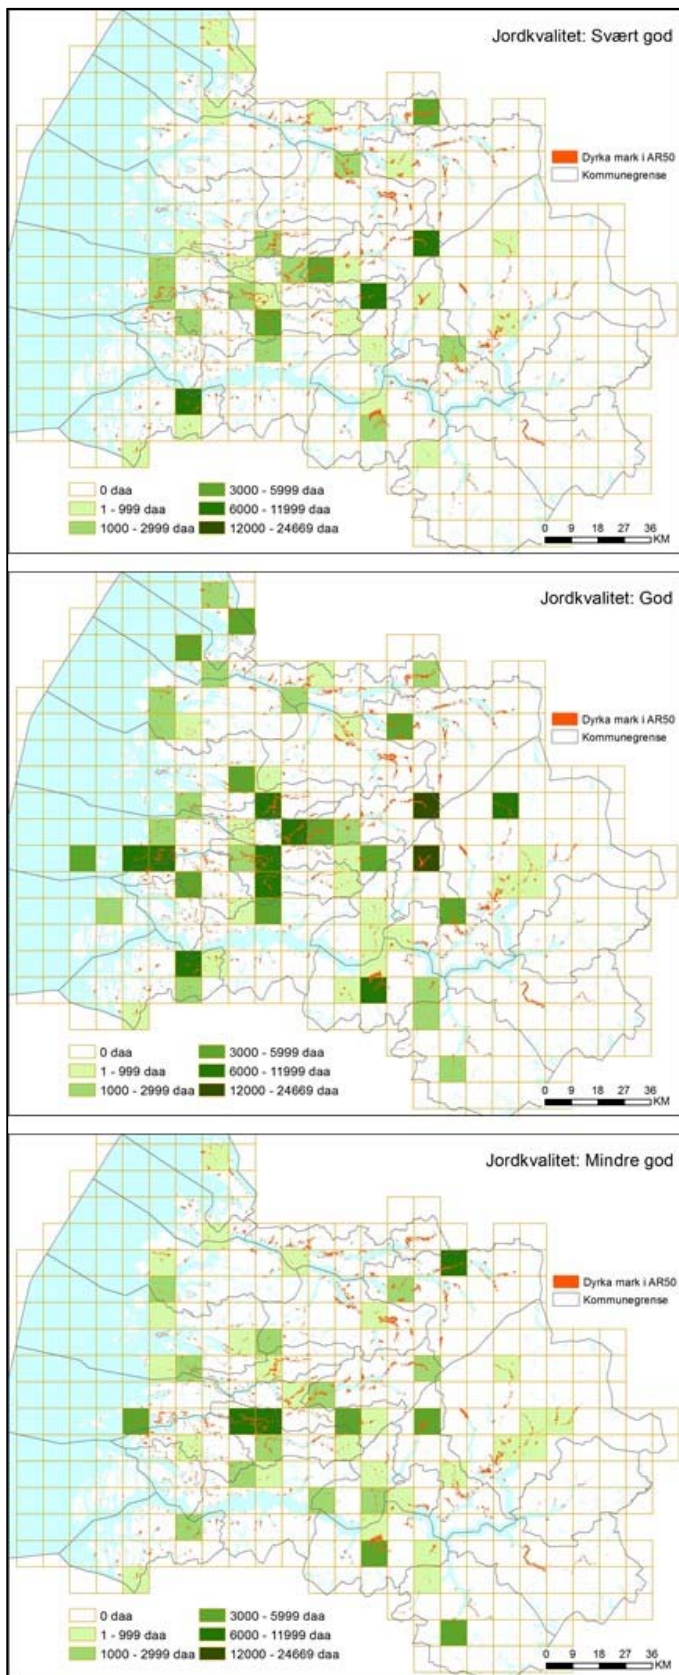 Jordkvalitet: Svært god
Dyrka mark i AR50
Kommunegrense
0 daa
1 - 999 daa
1000 - 2999 daa
3000 - 5999 daa
6000 - 11999 daa
12000 - 24669 daa
0 9 18 27 36
KM
Jordkvalitet: God
Dyrka mark i AR50
Kommunegrense
0 daa
1 - 999 daa
1000 - 2999 daa
3000 - 5999 daa
6000 - 11999 daa
12000 - 24669 daa
0 9 18 27 36
KM
Jordkvalitet: Mindre god
Dyrka mark i AR50
Kommunegrense
0 daa
1 - 999 daa
1000 - 2999 daa
3000 - 5999 daa
6000 - 11999 daa
12000 - 24669 daa
0 9 18 27 36
KM